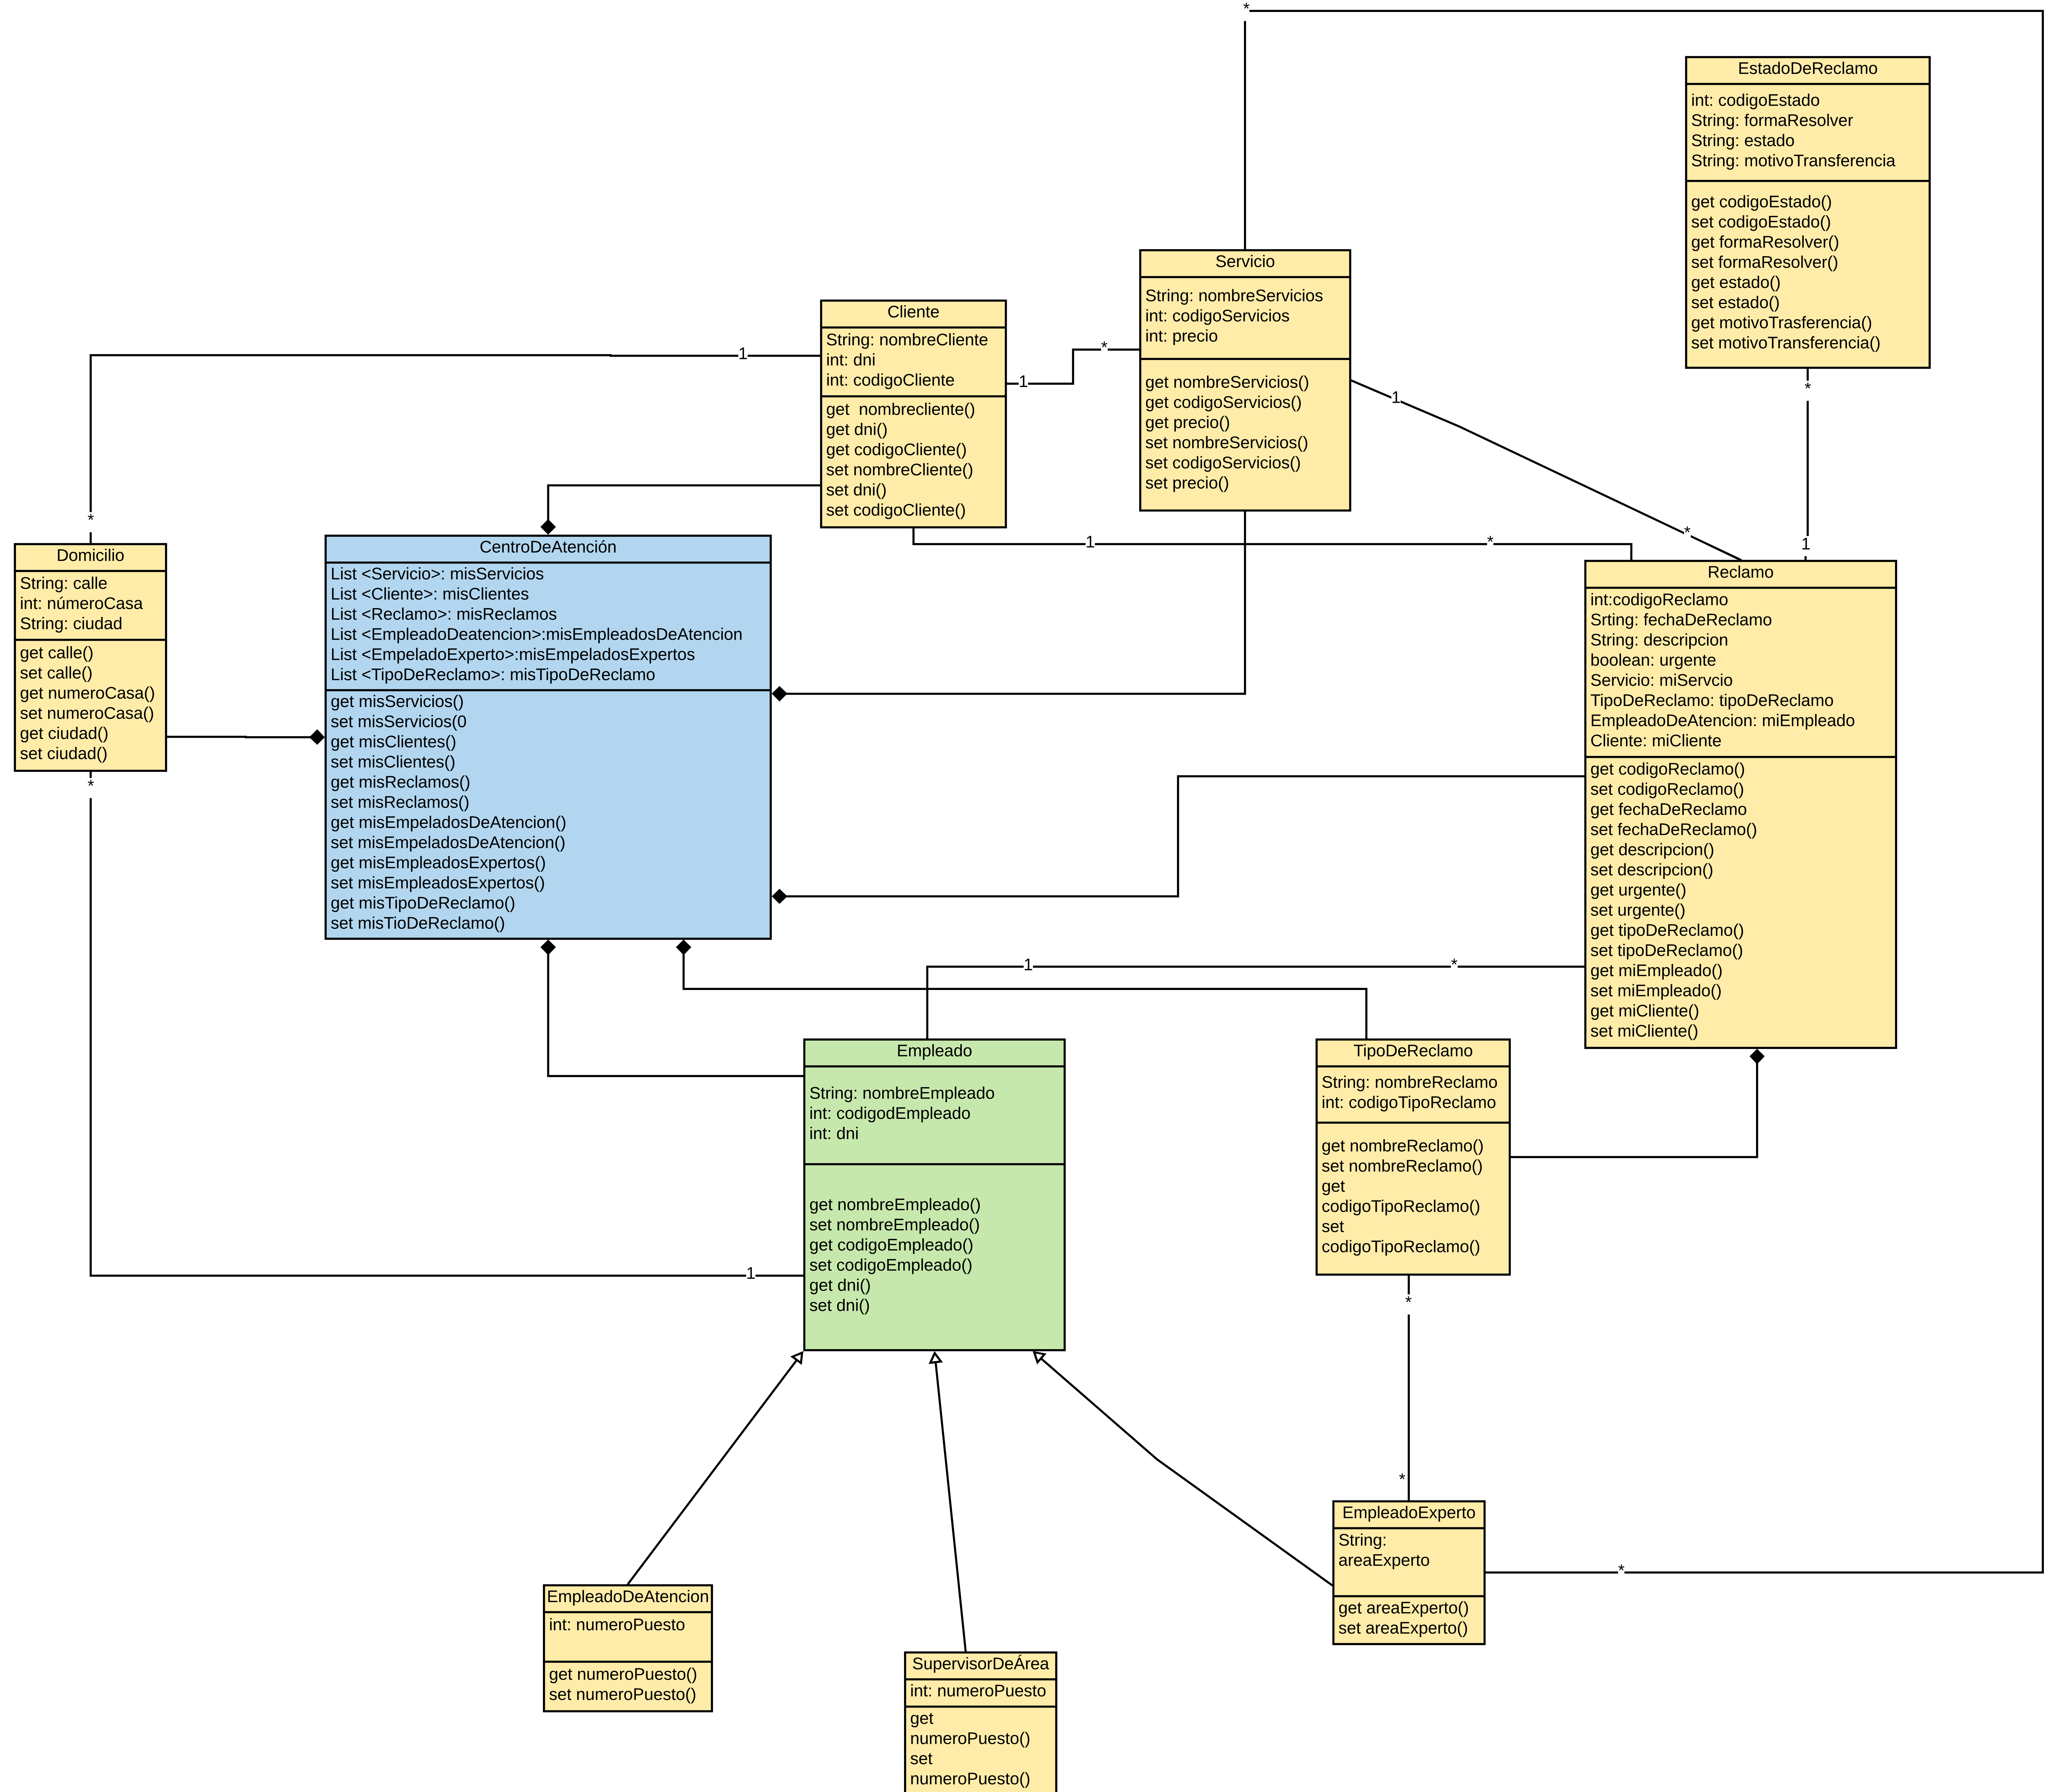 *
EstadoDeReclamo
int: codigoEstado
String: formaResolver
String: estado
String: motivoTransferencia
get codigoEstado()
set codigoEstado()
get formaResolver()
set formaResolver()
get estado()
set estado()
get motivoTrasferencia()
set motivoTransferencia()
*
1
Servicio
String: nombreServicios
int: codigoServicios
int: precio
get nombreServicios()
get codigoServicios()
get precio()
set nombreServicios()
set codigoServicios()
set precio()
1
*
Cliente
String: nombreCliente
int: dni
int: codigoCliente
get  nombrecliente()
get dni()
get codigoCliente()
set nombreCliente()
set dni()
set codigoCliente()
1
1
*
1
*
*
Domicilio
String: calle
int: númeroCasa
String: ciudad
get calle()
set calle()
get numeroCasa()
set numeroCasa()
get ciudad()
set ciudad()
*
CentroDeAtención
List <Servicio>: misServicios
List <Cliente>: misClientes
List <Reclamo>: misReclamos
List <EmpleadoDeatencion>:misEmpleadosDeAtencion
List <EmpeladoExperto>:misEmpeladosExpertos
List <TipoDeReclamo>: misTipoDeReclamo
get misServicios()
set misServicios(0
get misClientes()
set misClientes()
get misReclamos()
set misReclamos()
get misEmpeladosDeAtencion()
set misEmpeladosDeAtencion()
get misEmpleadosExpertos()
set misEmpleadosExpertos()
get misTipoDeReclamo()
set misTioDeReclamo()
Reclamo
int:codigoReclamo
Srting: fechaDeReclamo
String: descripcion
boolean: urgente
Servicio: miServcio
TipoDeReclamo: tipoDeReclamo
EmpleadoDeAtencion: miEmpleado
Cliente: miCliente
get codigoReclamo()
set codigoReclamo()
get fechaDeReclamo
set fechaDeReclamo()
get descripcion()
set descripcion()
get urgente()
set urgente()
get tipoDeReclamo()
set tipoDeReclamo()
get miEmpleado()
set miEmpleado()
get miCliente()
set miCliente()
1
*
Empleado
String: nombreEmpleado
int: codigodEmpleado
int: dni
get nombreEmpleado()
set nombreEmpleado()
get codigoEmpleado()
set codigoEmpleado()
get dni()
set dni()
1
TipoDeReclamo
String: nombreReclamo
int: codigoTipoReclamo
get nombreReclamo()
set nombreReclamo()
get
codigoTipoReclamo()
set
codigoTipoReclamo()
*
*
EmpleadoExperto
String:
areaExperto
get areaExperto()
set areaExperto()
*
EmpleadoDeAtencion
int: numeroPuesto
get numeroPuesto()
set numeroPuesto()
SupervisorDeÁrea
int: numeroPuesto
get
numeroPuesto()
set
numeroPuesto()